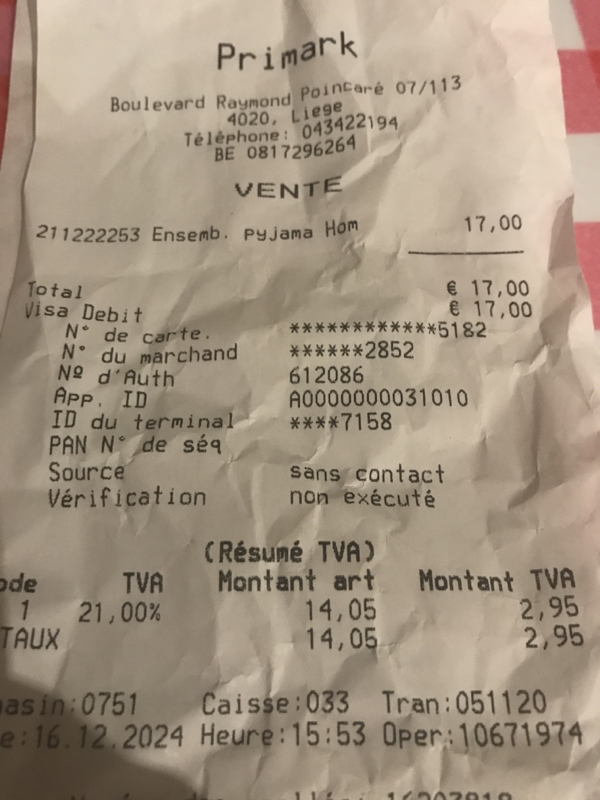 Primark
Boulevard Raymond Poincaré 07/113
4020, Liege
Téléphone: 043422194
BE 0817296264
VENTE
211222253 Ensemb. pyjama Hom 17,00
Total € 17,00
Visa Debit € 17,00
N° de carte. ************5182
N° du marchand ******2852
Nº d'Auth 612086
App. ID A0000000031010
ID du terminal ****7158
PAN N° de séq
Source sans contact
Vérification non exécuté
(Résumé TVA)
ode TVA Montant art Montant TVA
1 21,00% 14,05 2,95
TAUX 14,05 2,95
asin:0751 Caisse:033 Tran:051120
e:16.12.2024 Heure:15:53 Oper:10671974